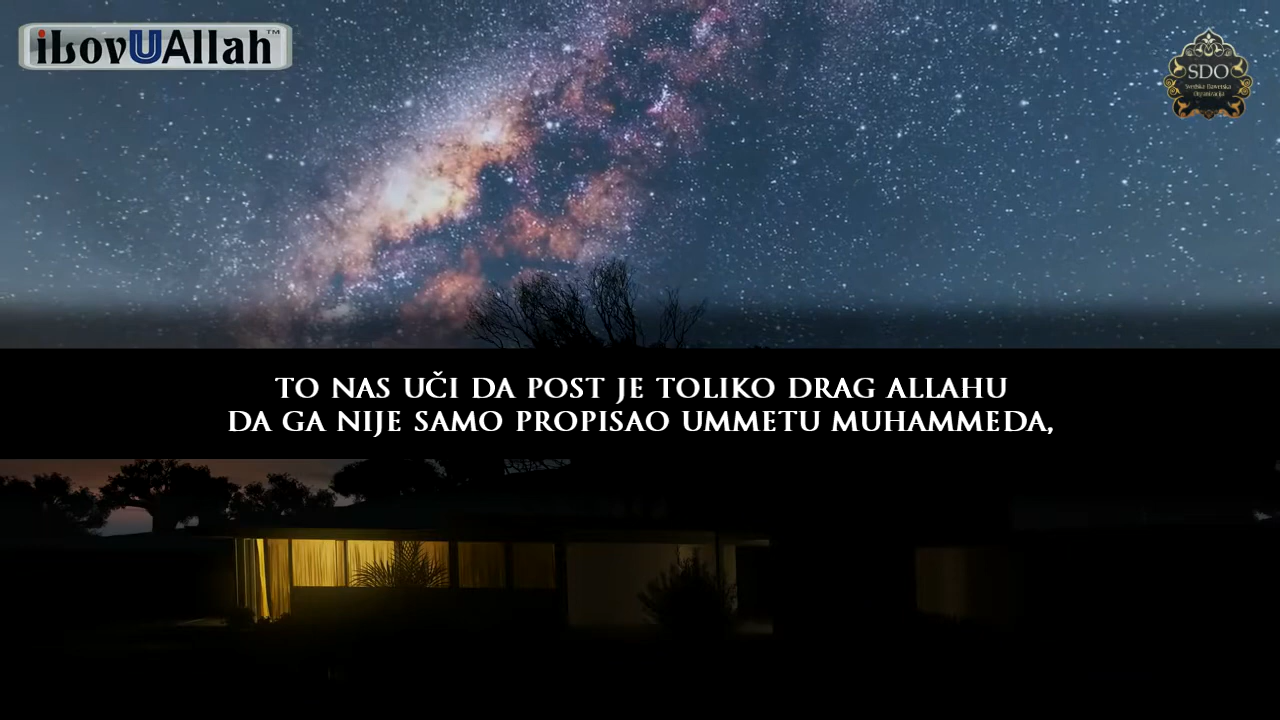 iLovUAllah™
SDO
TO NAS UČI DA POST JE TOLIKO DRAG ALLAHU
DA GA NIJE SAMO PROPISAO UMMETU MUHAMMEDA,